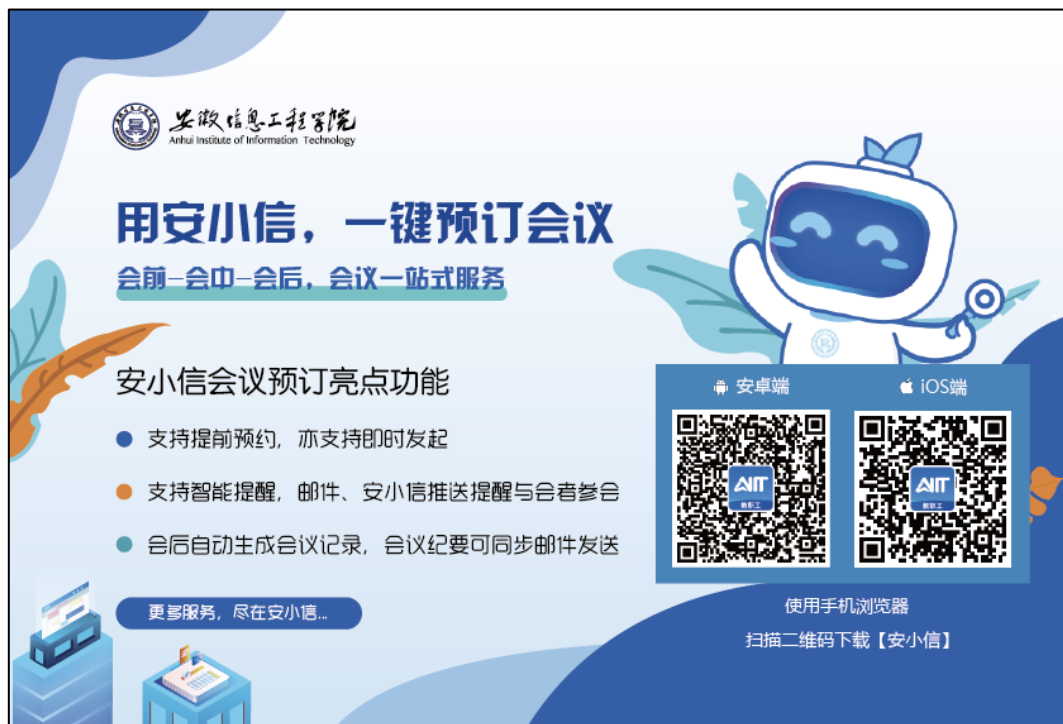 安徽信息工程学院
Anhui Institute of Information Technology
用安小信，一键预订会议
会前-会中-会后，会议一站式服务
安小信会议预订亮点功能
支持提前预约，亦支持即时发起
支持智能提醒，邮件、安小信推送提醒与会者参会
会后自动生成会议记录，会议纪要可同步邮件发送
更多服务，尽在安小信...
安卓端
iOS端
AIIT
教职工
AIIT
教职工
使用手机浏览器
扫描二维码下载【安小信】